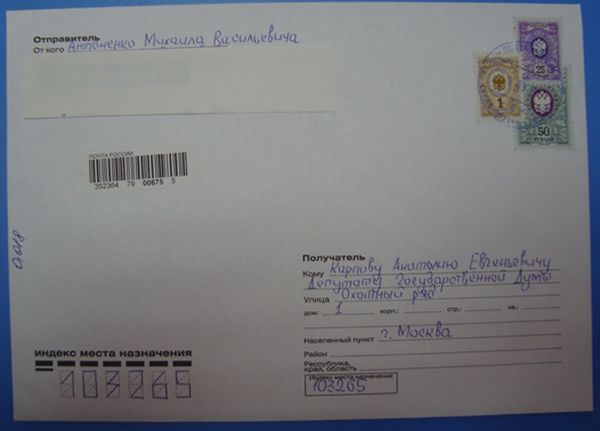 Отправитель
От кого Антоненко Михаила Васильевича
25
1
50
ПОЧТА РОССИИ
352364 79 00675 5
Получатель
Кому Карпову Анатолию Евгеньевичу
Депутату Государственной Думы
Улица Охотный ряд
дом: 1 корп.: стр.: кв.:
Населенный пункт г. Москва
Район
Республика,
край, область
Индекс места назначения
103265
индекс места назначения
103265